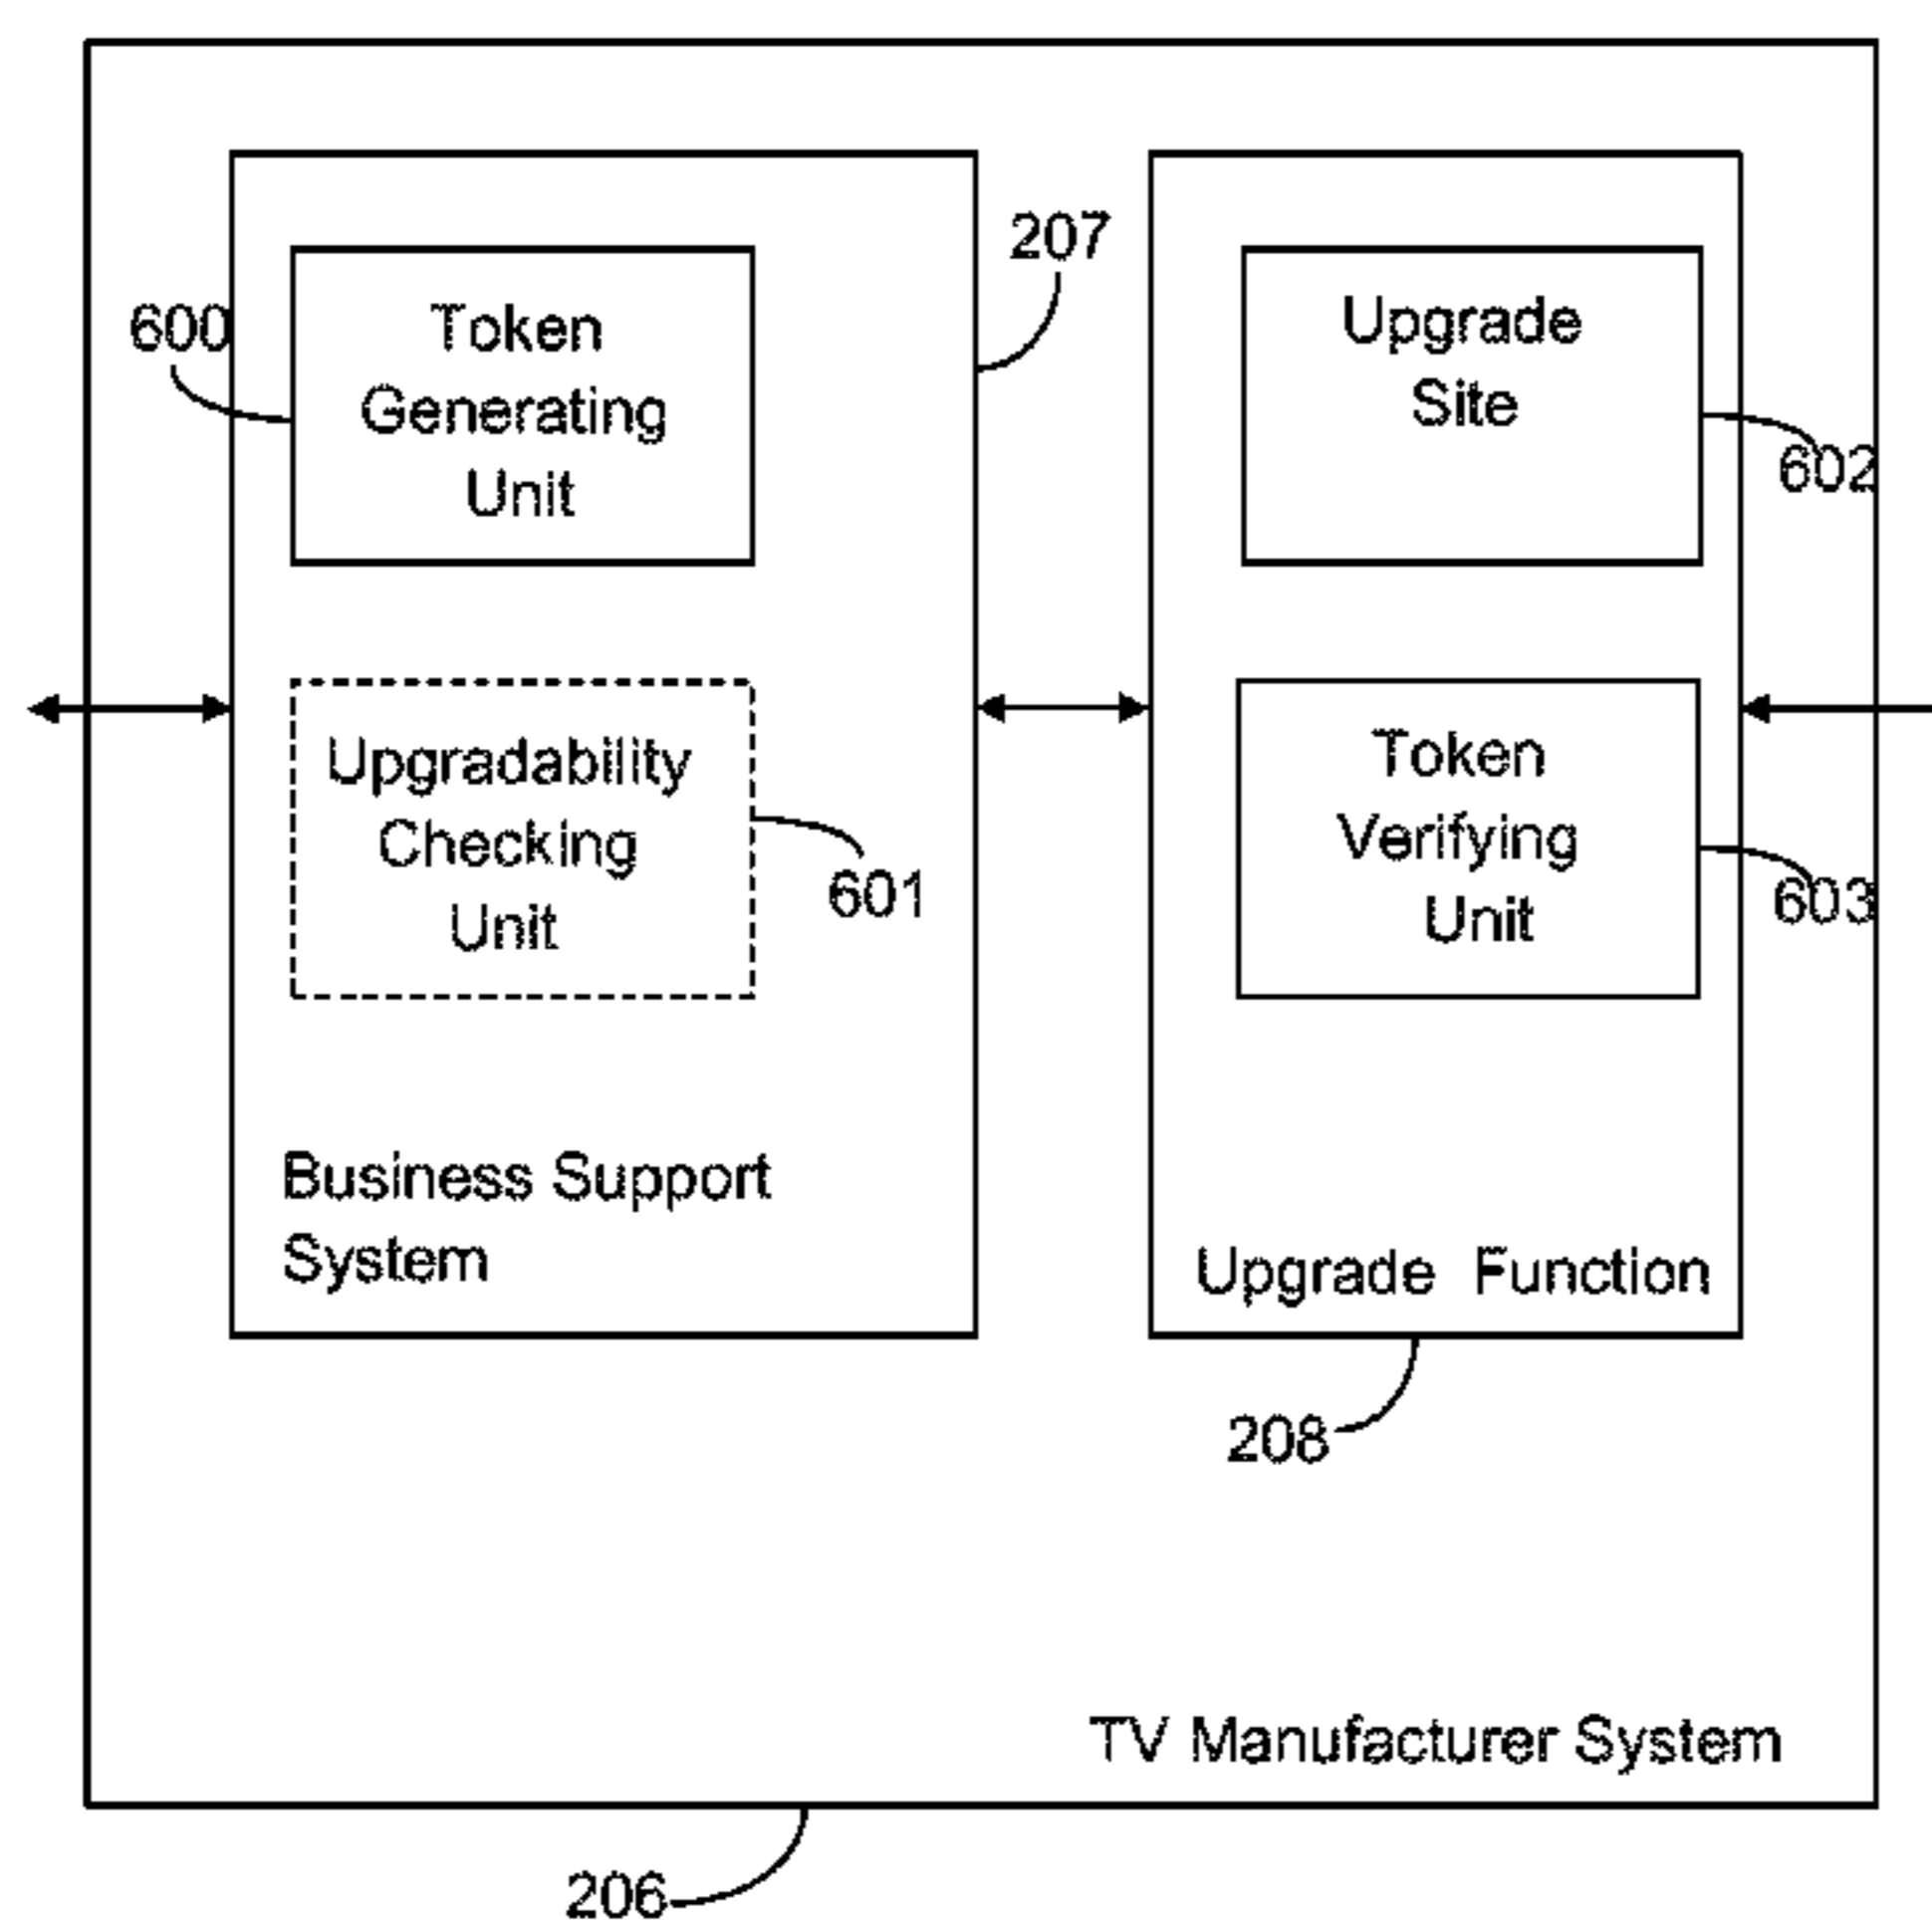 207
600
Token
Generating
Unit
Upgrade
Site
602
Upgradability
Checking
Unit
601
Token
Verifying
Unit
603
Business Support
System
Upgrade Function
208
TV Manufacturer System
206